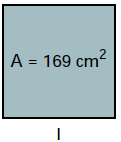 A = 169 cm²
l